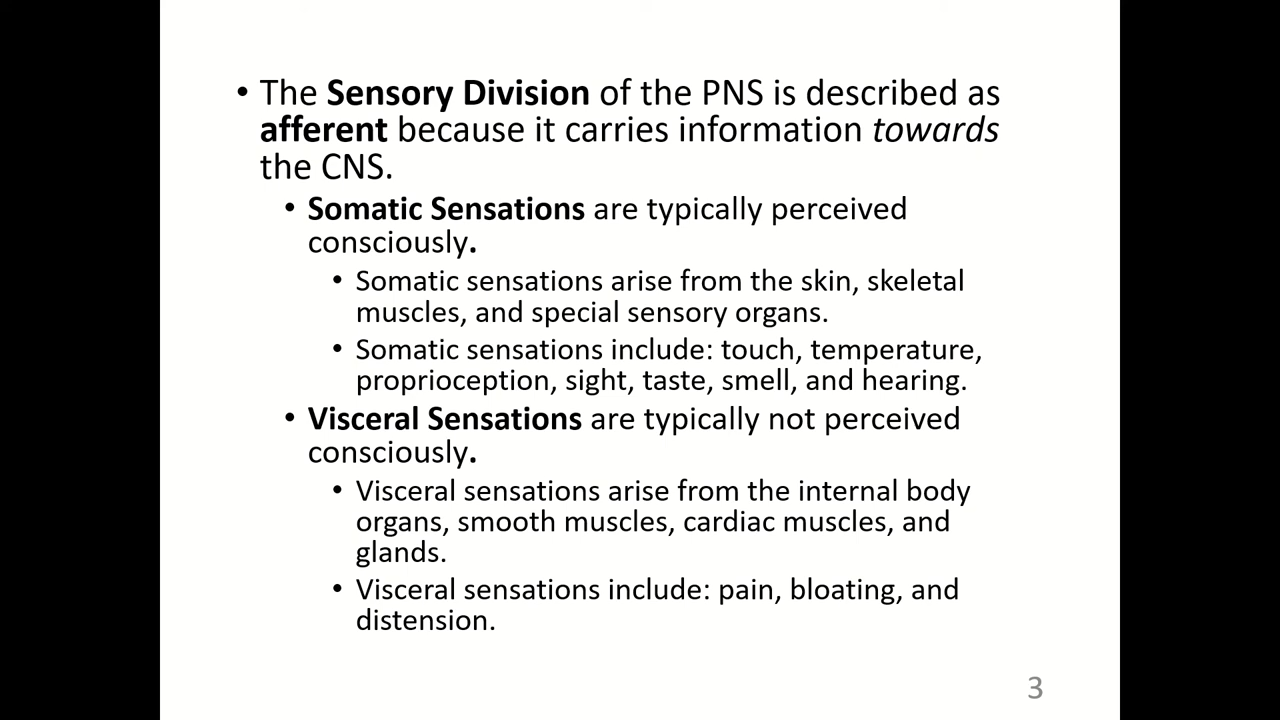 • The Sensory Division of the PNS is described as
afferent because it carries information towards
the CNS.
• Somatic Sensations are typically perceived
consciously.
• Somatic sensations arise from the skin, skeletal
muscles, and special sensory organs.
• Somatic sensations include: touch, temperature,
proprioception, sight, taste, smell, and hearing.
• Visceral Sensations are typically not perceived
consciously.
• Visceral sensations arise from the internal body
organs, smooth muscles, cardiac muscles, and
glands.
• Visceral sensations include: pain, bloating, and
distension.
3